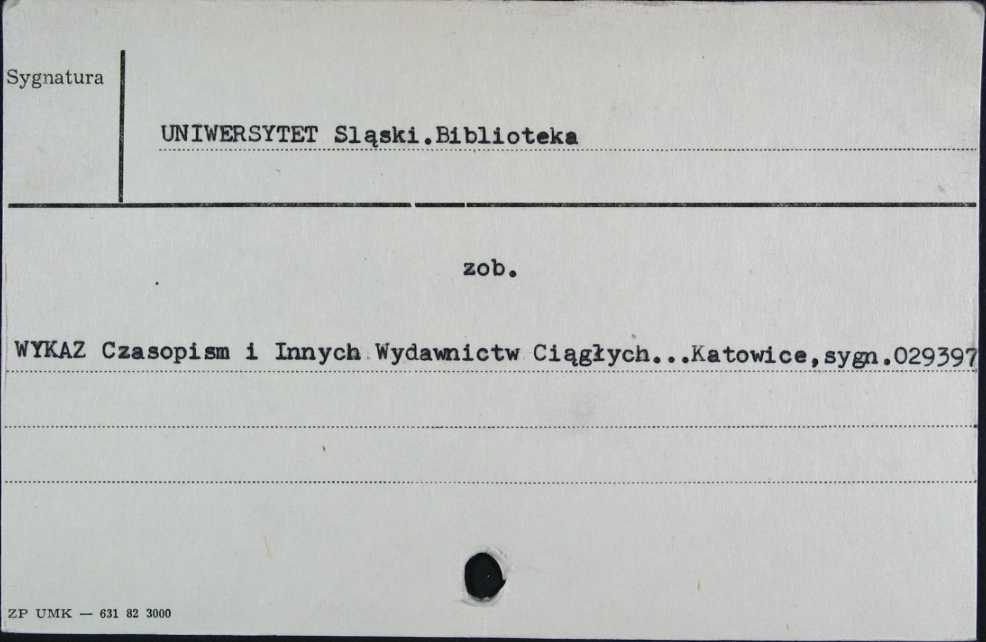 Sygnatura
UNIWERSYTET Sląski.Biblioteka
zob.
WYKAZ Czasopism i Innych Wydawnictw Ciągłych...Katowice,sygn.029397
ZP UMK — 631 82 3000